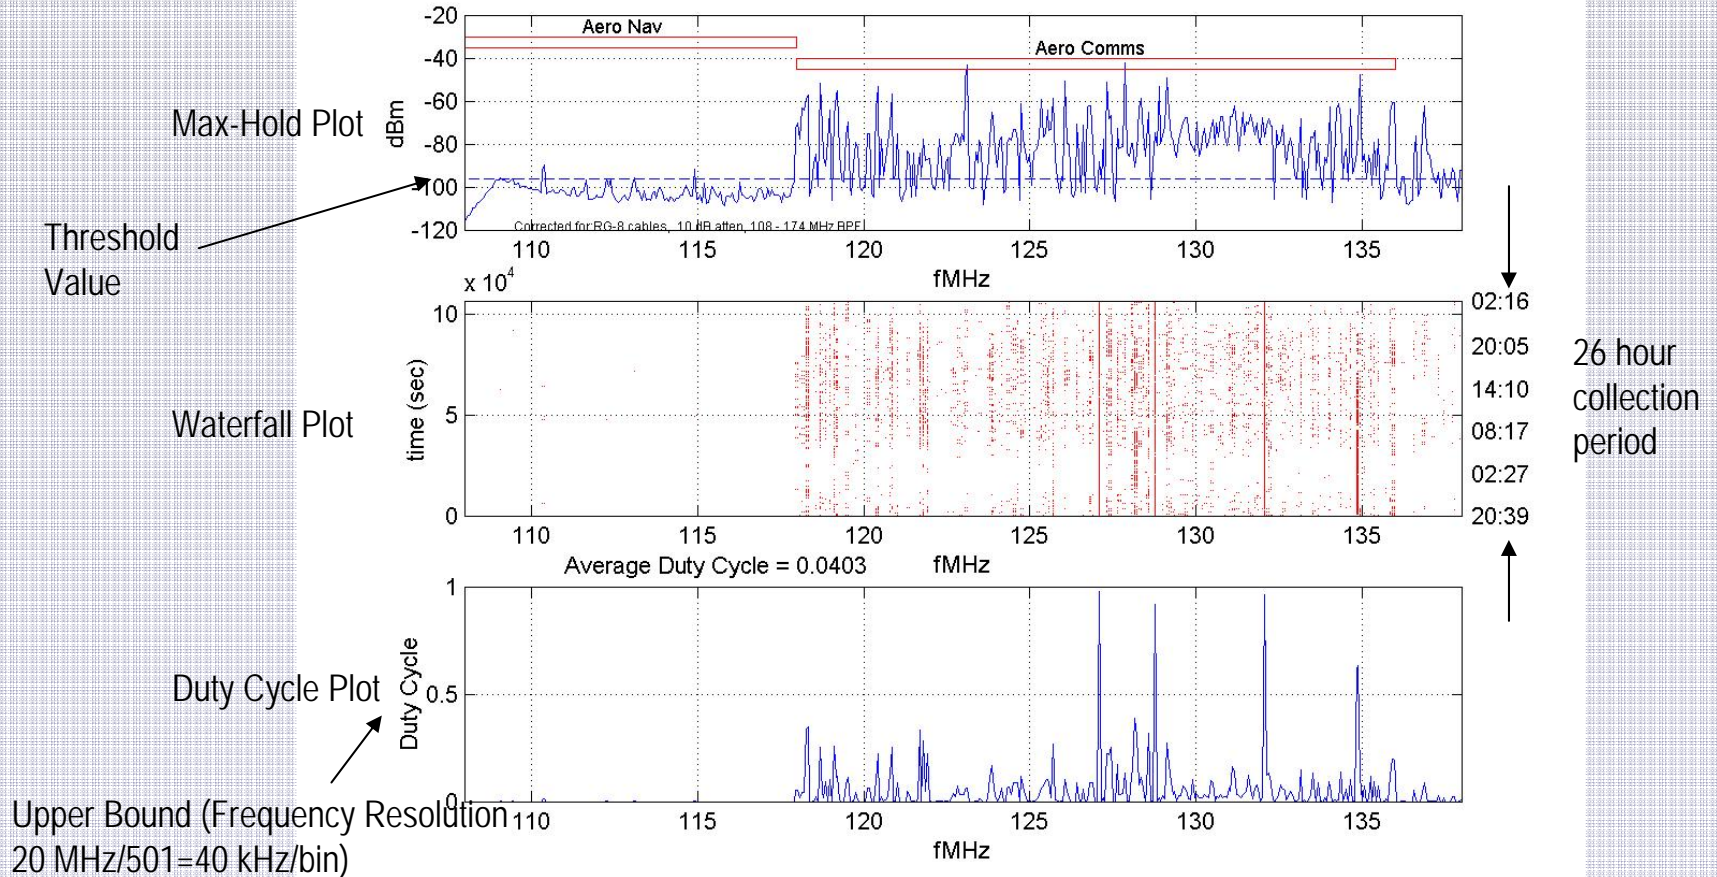 -20
Aero Nav
-40
Aero Comms
Max-Hold Plot
dBm
-60
-80
-100
-120
Corrected for RG-8 cables, 10 dB atten, 108 - 174 MHz BPF
Threshold
Value
110 115 120 125 130 135
fMHz
x 10^4
10
5
0
time (sec)
Waterfall Plot
02:16
20:05
14:10
08:17
02:27
20:39
26 hour
collection
period
110 115 120 125 130 135
Average Duty Cycle = 0.0403
fMHz
1
0.5
0
Duty Cycle
Duty Cycle Plot
Upper Bound (Frequency Resolution
20 MHz/501=40 kHz/bin)
110 115 120 125 130 135
fMHz